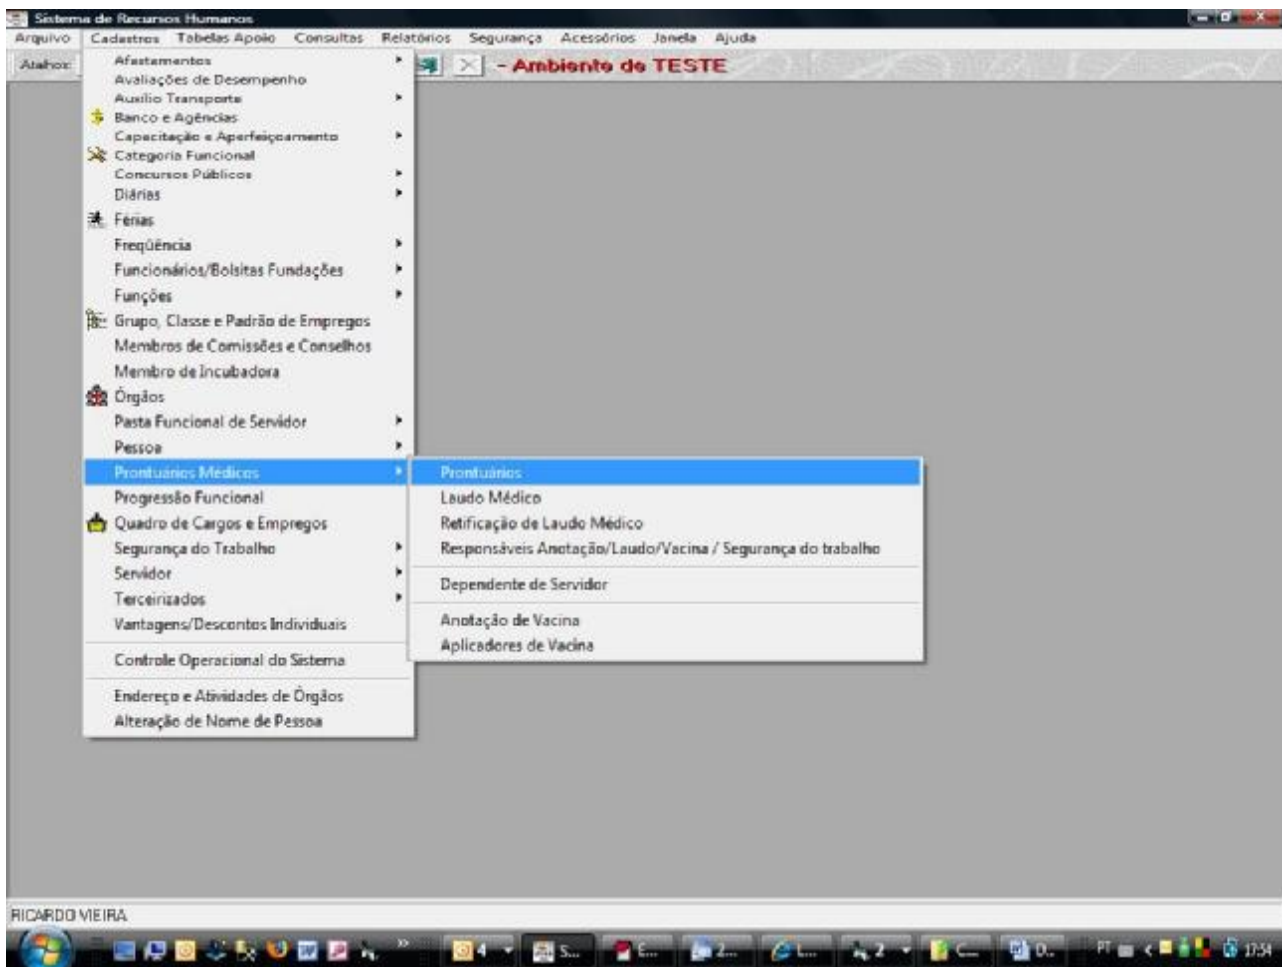 Sistema de Recursos Humanos
Arquivo Cadastros Tabelas Apoio Consultas Relatórios Segurança Acessórios Janela Ajuda
- Ambiente de TESTE
Afastamentos
Avaliações de Desempenho
Auxílio Transporte
Banco e Agências
Capacitação e Aperfeiçoamento
Categoria Funcional
Concursos Públicos
Diárias
Férias
Freqüência
Funcionários/Bolsitas Fundações
Funções
Grupo, Classe e Padrão de Empregos
Membros de Comissões e Conselhos
Membro de Incubadora
Órgãos
Pasta Funcional de Servidor
Pessoa
Prontuários Médicos
Progressão Funcional
Quadro de Cargos e Empregos
Segurança do Trabalho
Servidor
Terceirizados
Vantagens/Descontos Individuais
Controle Operacional do Sistema
Endereço e Atividades de Órgãos
Alteração de Nome de Pessoa
Prontuários
Laudo Médico
Retificação de Laudo Médico
Responsáveis Anotação/Laudo/Vacina / Segurança do trabalho
Dependente de Servidor
Anotação de Vacina
Aplicadores de Vacina
RICARDO VIEIRA
4 S... E... 2... L... 2 C... D... PT 17:54